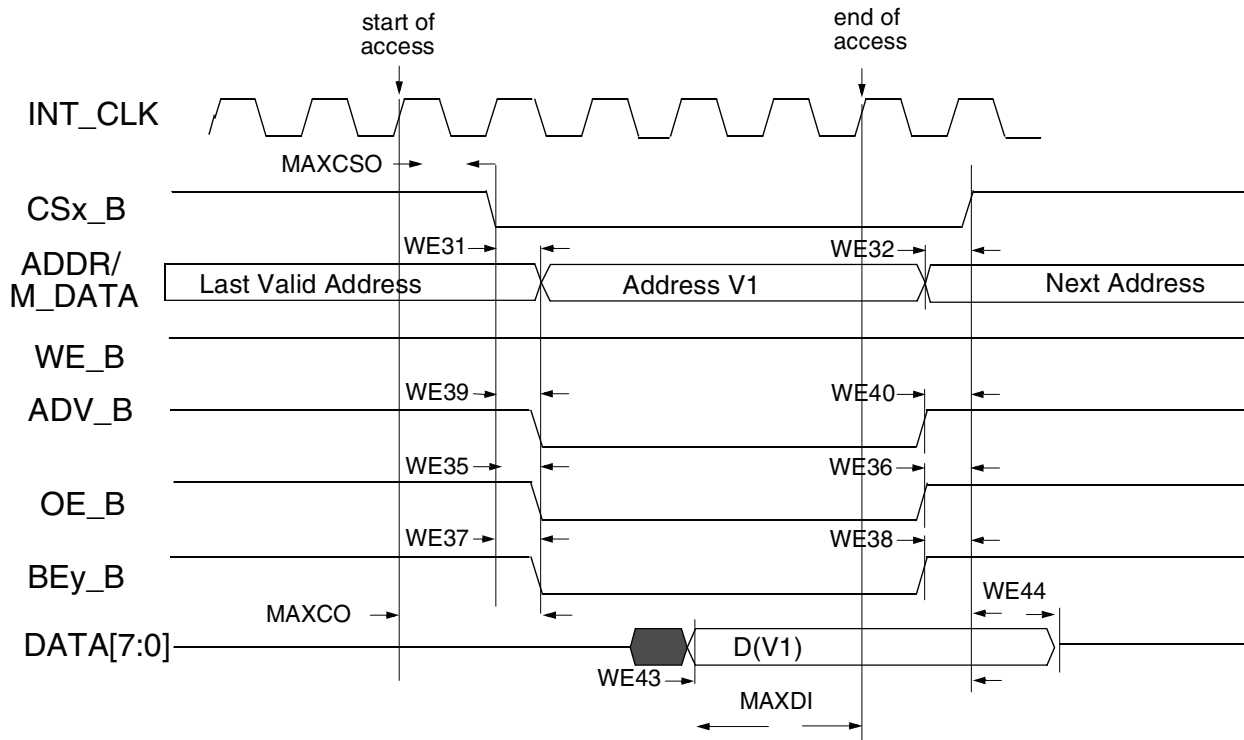 start of
access
end of
access
INT_CLK
MAXCSO
CSx_B
WE31
WE32
ADDR/
M_DATA
Last Valid Address
Address V1
Next Address
WE_B
WE39
WE40
ADV_B
WE35
WE36
OE_B
WE37
WE38
BEy_B
WE44
MAXCO
DATA[7:0]
D(V1)
WE43
MAXDI